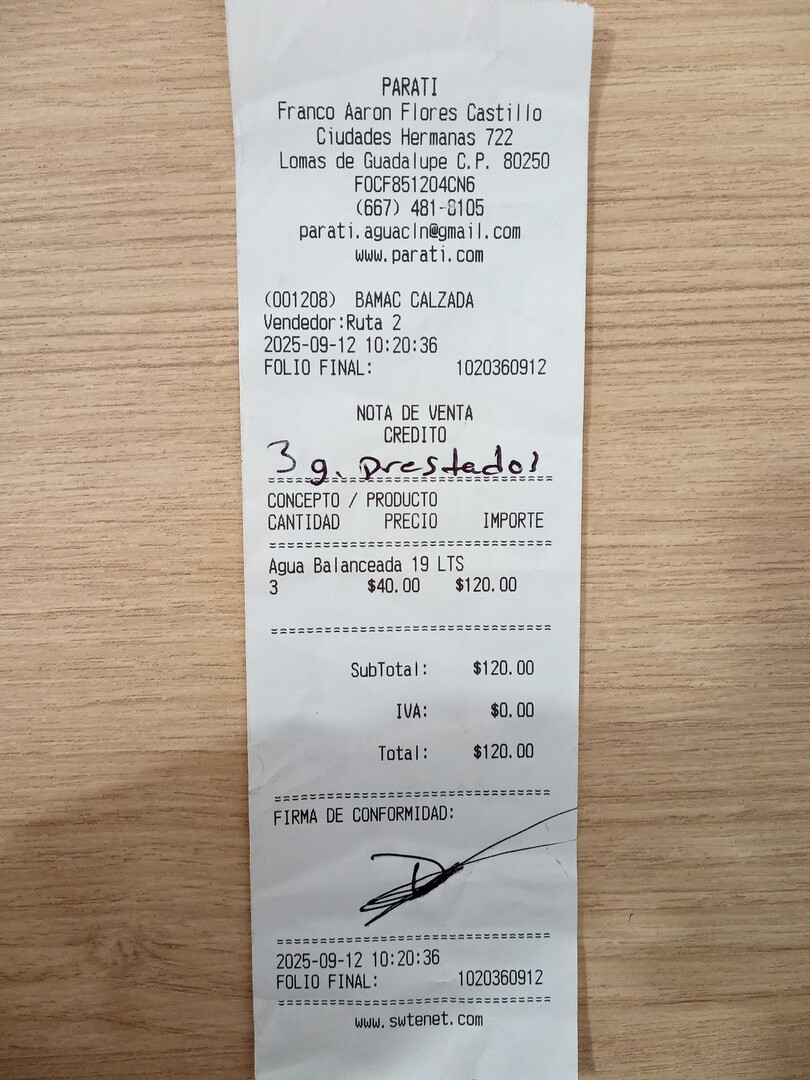 PARATI
Franco Aaron Flores Castillo
Ciudades Hermanas 722
Lomas de Guadalupe C.P. 80250
FOCF851204CN6
(667) 481-8105
parati.aguacln@gmail.com
www.parati.com
(001208) BAMAC CALZADA
Vendedor:Ruta 2
2025-09-12 10:20:36
FOLIO FINAL: 1020360912
NOTA DE VENTA
CREDITO
3 g. prestados
CONCEPTO / PRODUCTO
CANTIDAD PRECIO IMPORTE
Agua Balanceada 19 LTS
3 $40.00 $120.00
SubTotal: $120.00
IVA: $0.00
Total: $120.00
FIRMA DE CONFORMIDAD:
2025-09-12 10:20:36
FOLIO FINAL: 1020360912
www.swtenet.com